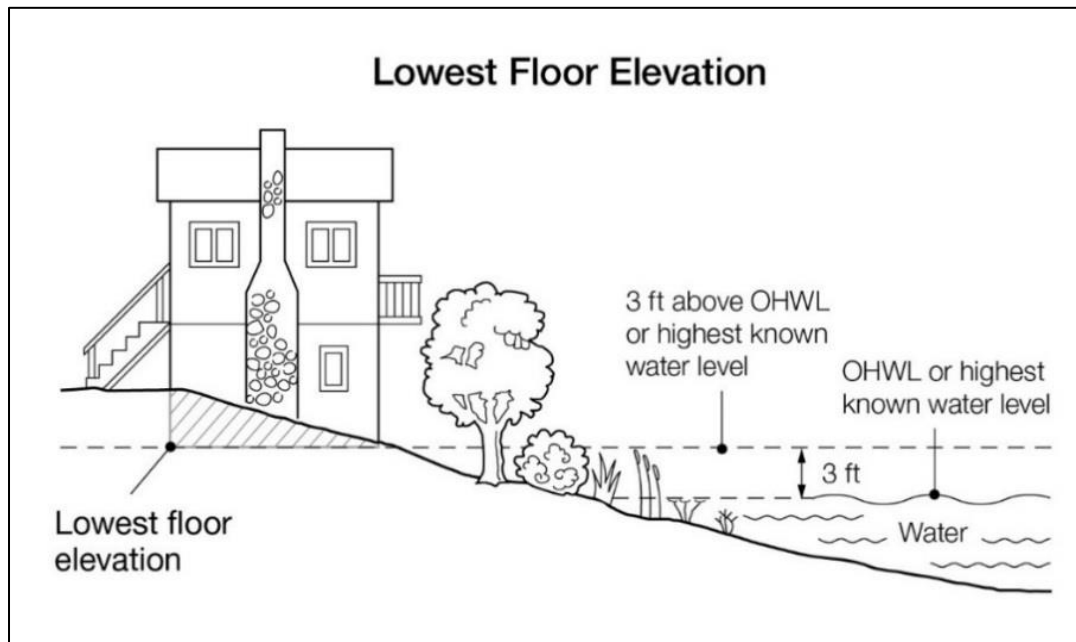 Lowest Floor Elevation
3 ft above OHWL
or highest known
water level
OHWL or highest
known water level
3 ft
Water
Lowest floor
elevation